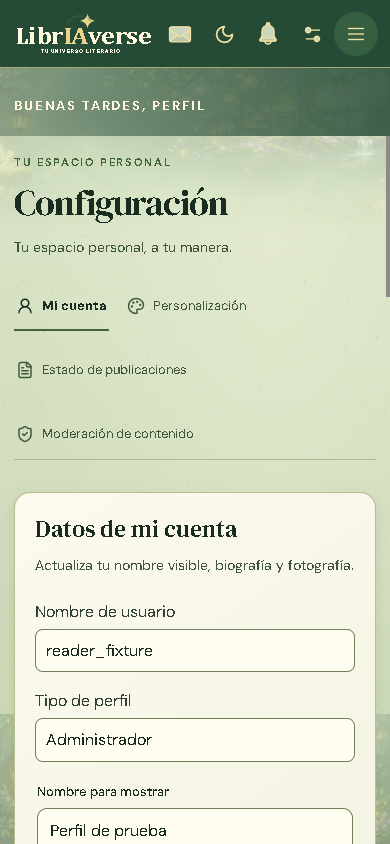 LibrIAverse
TU UNIVERSO LITERARIO
BUENAS TARDES, PERFIL
TU ESPACIO PERSONAL
Configuración
Tu espacio personal, a tu manera.
Mi cuenta
Personalización
Estado de publicaciones
Moderación de contenido
Datos de mi cuenta
Actualiza tu nombre visible, biografía y fotografía.
Nombre de usuario
reader_fixture
Tipo de perfil
Administrador
Nombre para mostrar
Perfil de prueba